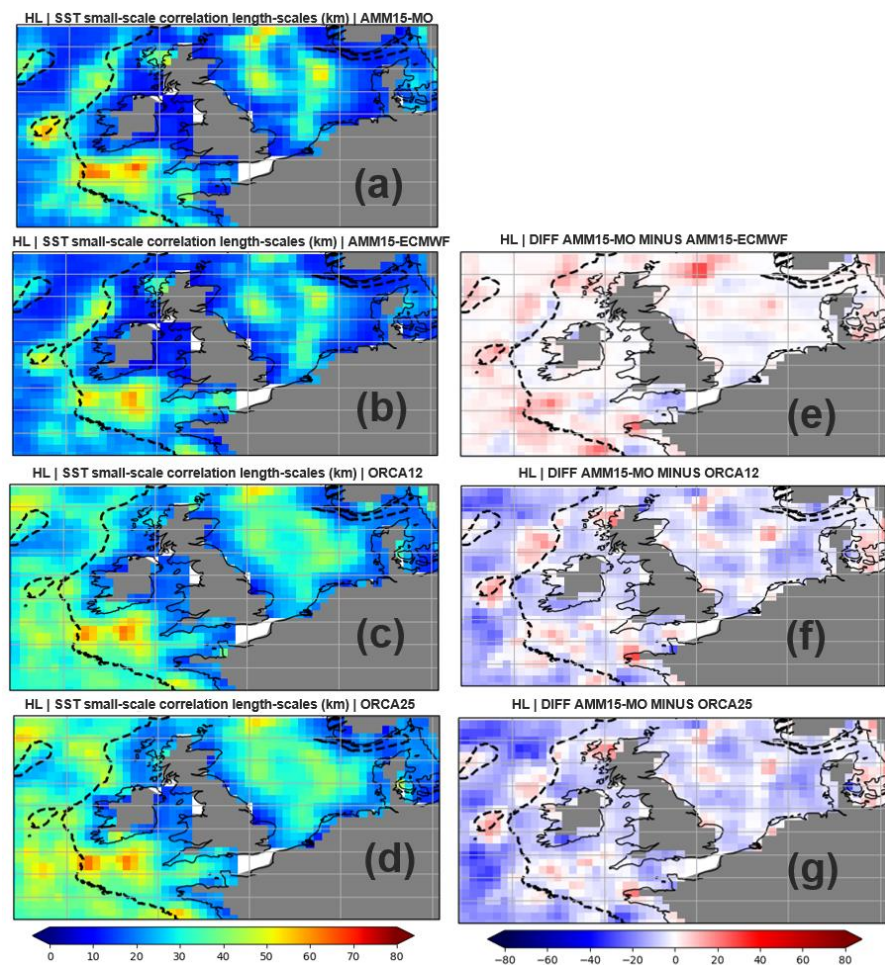 HL | SST small-scale correlation length-scales (km) | AMM15-MO
(a)
HL | SST small-scale correlation length-scales (km) | AMM15-ECMWF
(b)
HL | DIFF AMM15-MO MINUS AMM15-ECMWF
(e)
HL | SST small-scale correlation length-scales (km) | ORCA12
(c)
HL | DIFF AMM15-MO MINUS ORCA12
(f)
HL | SST small-scale correlation length-scales (km) | ORCA25
(d)
HL | DIFF AMM15-MO MINUS ORCA25
(g)
0 10 20 30 40 50 60 70 80
−80 −60 −40 −20 0 20 40 60 80